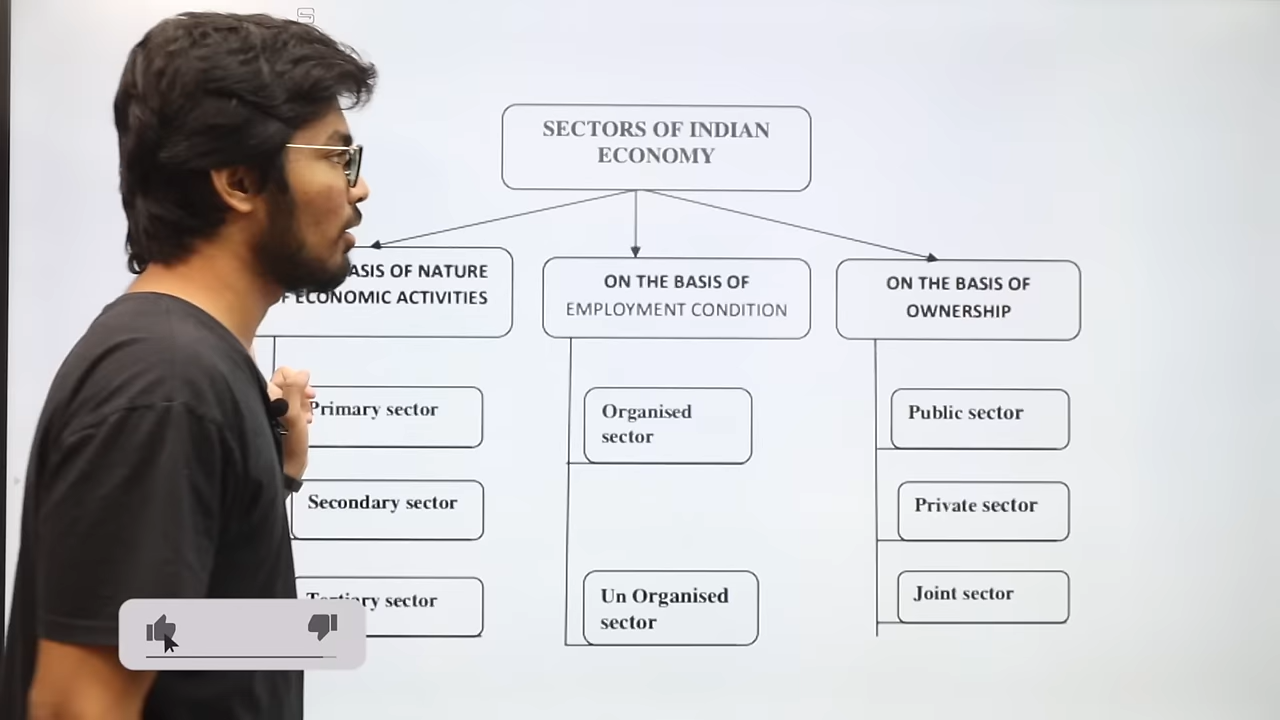 SECTORS OF INDIAN
ECONOMY
OF NATURE
ECONOMIC ACTIVITIES
ON THE BASIS OF
EMPLOYMENT CONDITION
ON THE BASIS OF
OWNERSHIP
Primary sector
Secondary sector
Tertiary sector
Organised
sector
Un Organised
sector
Public sector
Private sector
Joint sector